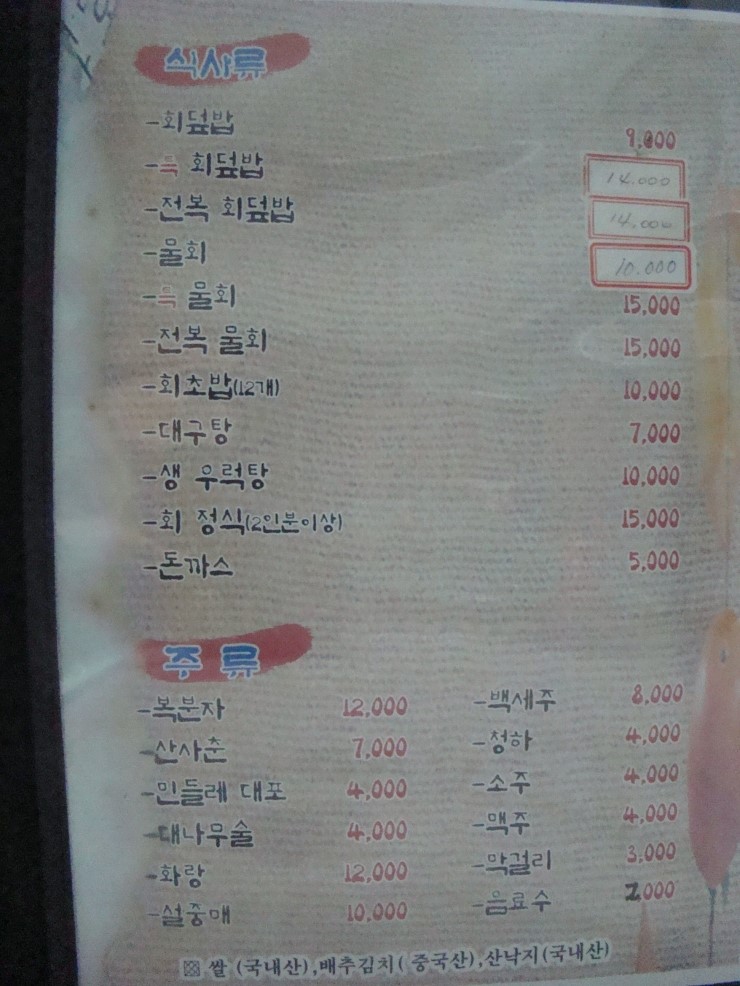 식사류
-회덮밥 9,000
-특 회덮밥 14.000
-전복 회덮밥 14.000
-물회 10.000
-특 물회 15,000
-전복 물회 15,000
-회초밥(12개) 10,000
-대구탕 7,000
-생 우럭탕 10,000
-회 정식(2인분이상) 15,000
-돈까스 5,000
주류
-복분자 12,000 -백세주 8,000
-산사춘 7,000 -청하 4,000
-민들레 대포 4,000 -소주 4,000
-대나무술 4,000 -맥주 4,000
-화랑 12,000 -막걸리 3,000
-설중매 10,000 -음료수 2,000
▩ 쌀 (국내산),배추김치( 중국산),산낙지(국내산)